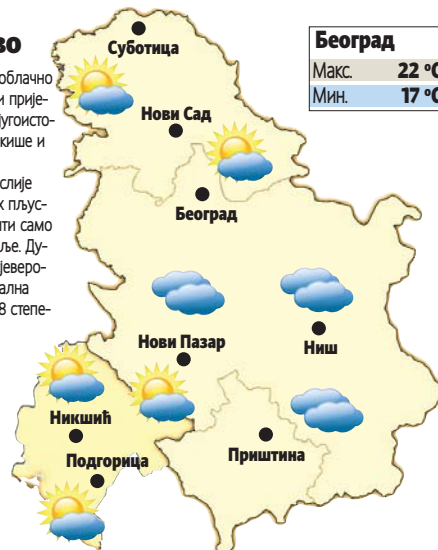 во
облачно
и прије-
југоисто-
кише и
слије
х пљус-
ти само
ље. Ду-
јеверо-
ална
8 степе-
Београд
Макс. 22 °C
Мин. 17 °C
Суботица
Нови Сад
Београд
Нови Пазар
Ниш
Никшић
Приштина
Подгорица